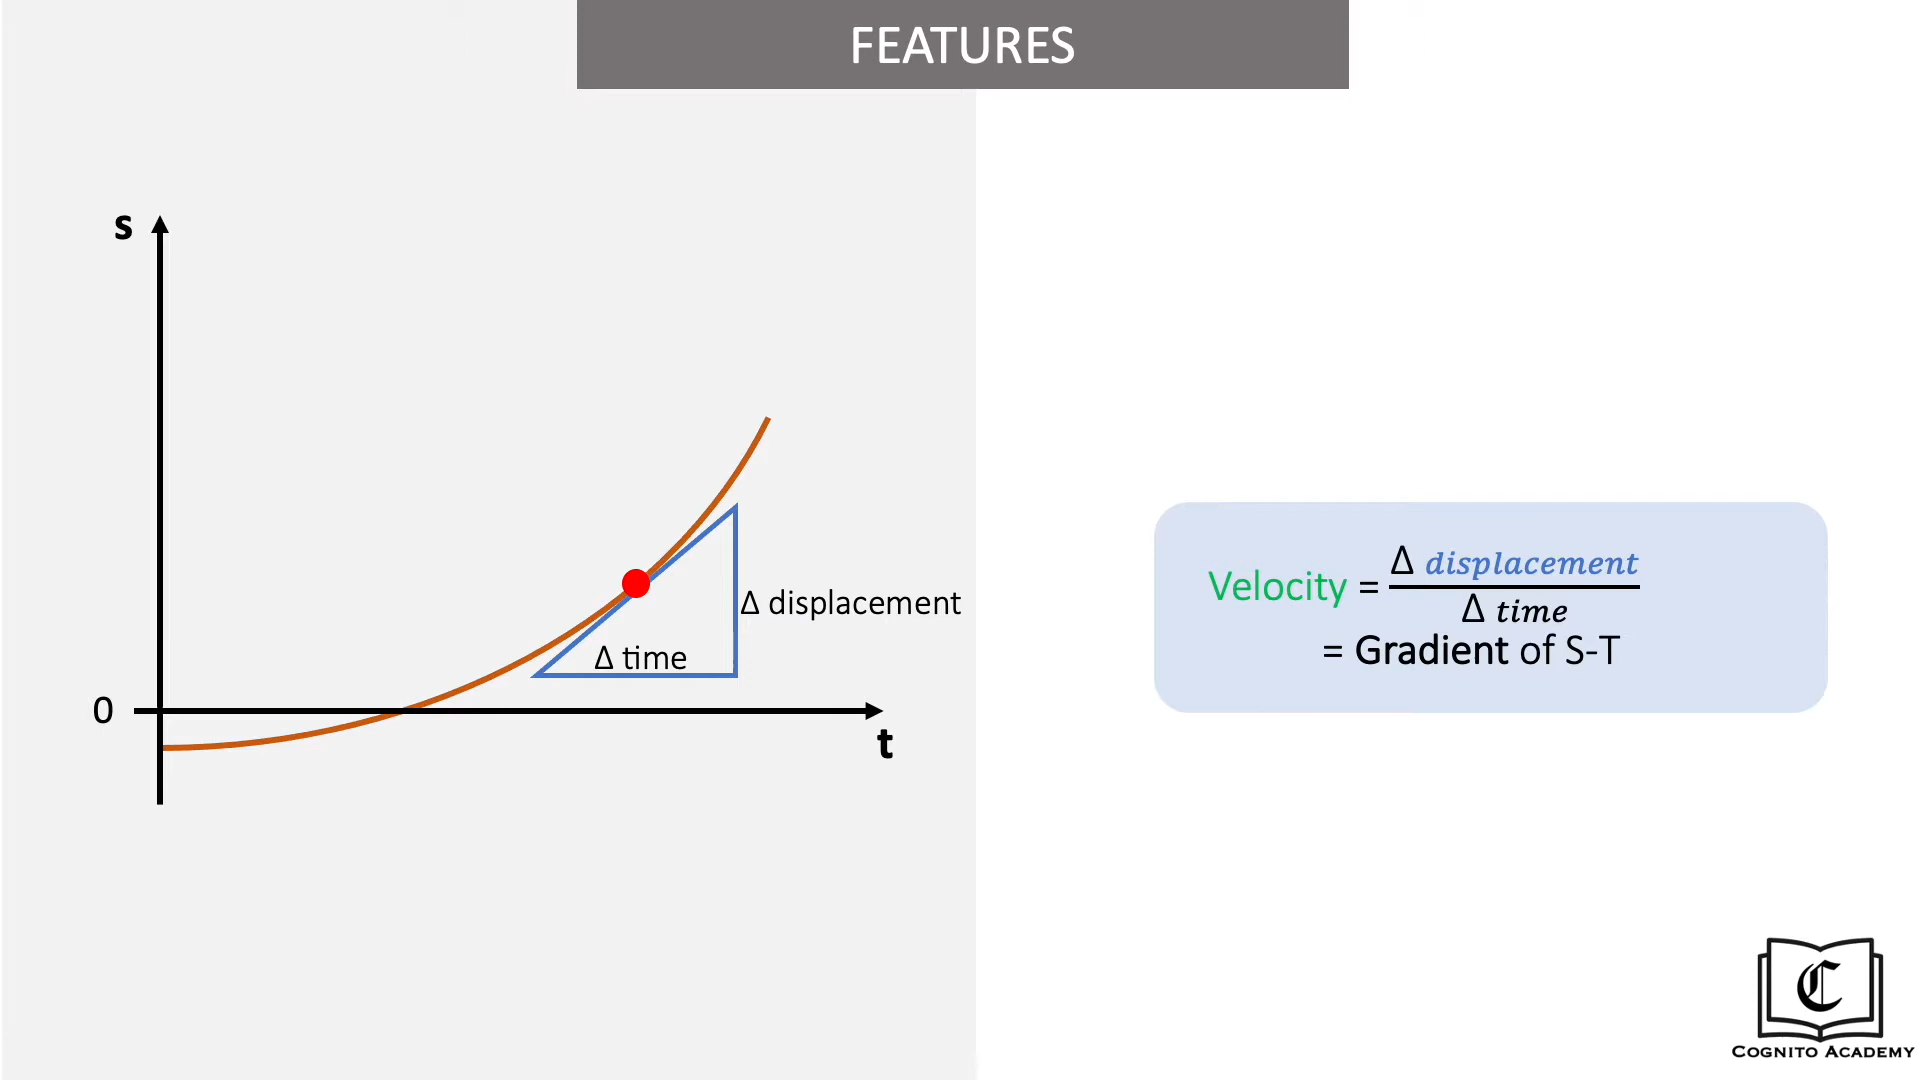 FEATURES
s
Δ displacement
Δ time
0
t
Velocity = Δ displacement / Δ time
= Gradient of S-T
C
COGNITO ACADEMY